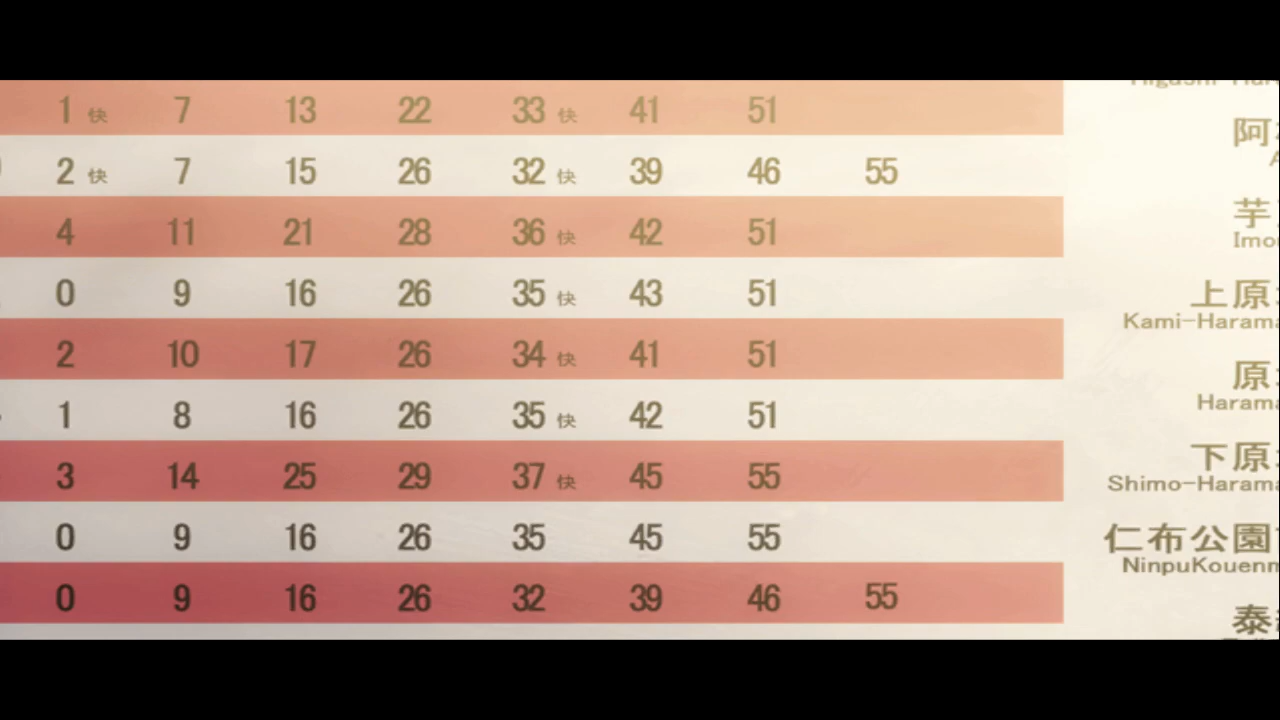 1 快 7 13 22 33 快 41 51
2 快 7 15 26 32 快 39 46 55
4 11 21 28 36 快 42 51
0 9 16 26 35 快 43 51
2 10 17 26 34 快 41 51
1 8 16 26 35 快 42 51
3 14 25 29 37 快 45 55
0 9 16 26 35 45 55
0 9 16 26 32 39 46 55
阿
芋
Imo
上原
Kami-Harama
原
Harama
下原
Shimo-Harama
仁布公園
NinpuKouenm
泰